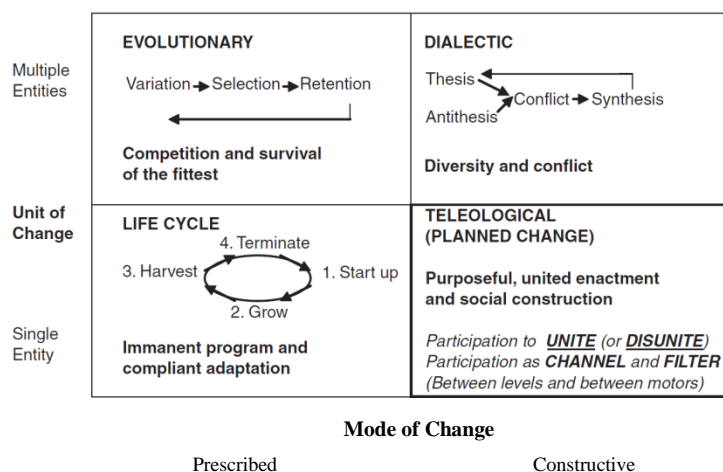 Multiple
Entities
EVOLUTIONARY
Variation Selection Retention
Competition and survival
of the fittest
DIALECTIC
Thesis
Antithesis
Conflict Synthesis
Diversity and conflict
Unit of
Change
Single
Entity
LIFE CYCLE
4. Terminate
3. Harvest
1. Start up
2. Grow
Immanent program and
compliant adaptation
TELEOLOGICAL
(PLANNED CHANGE)
Purposeful, united enactment
and social construction
Participation to UNITE (or DISUNITE)
Participation as CHANNEL and FILTER
(Between levels and between motors)
Mode of Change
Prescribed Constructive